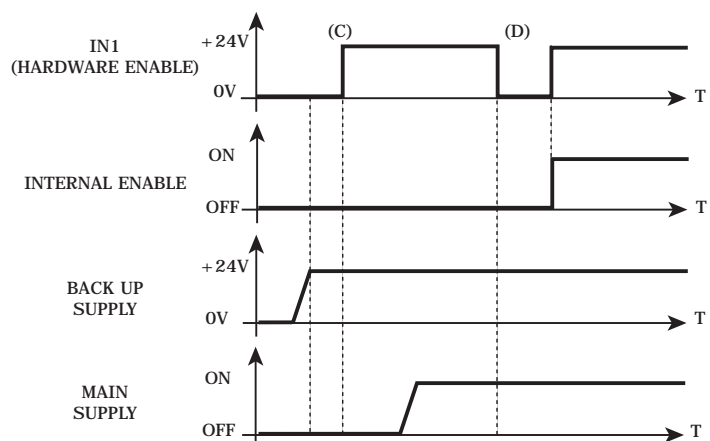 IN1
(HARDWARE ENABLE)
+24V
0V
(C)
(D)
T
INTERNAL ENABLE
ON
OFF
T
BACK UP
SUPPLY
+24V
0V
T
MAIN
SUPPLY
ON
OFF
T